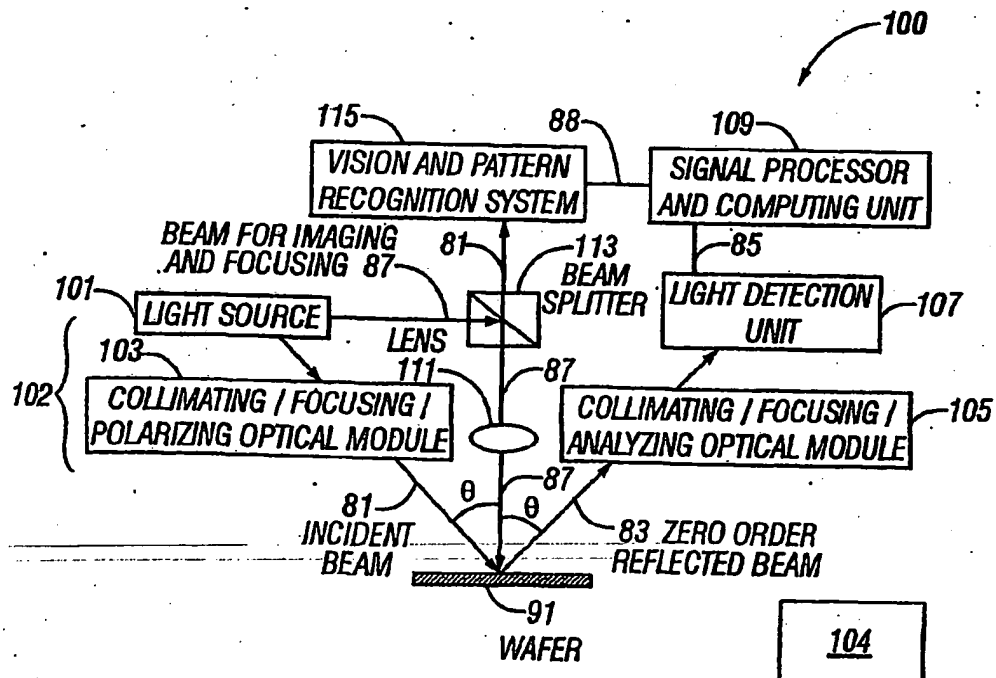 100
115
VISION AND PATTERN
RECOGNITION SYSTEM
88
109
SIGNAL PROCESSOR
AND COMPUTING UNIT
BEAM FOR IMAGING
AND FOCUSING 87
81
113
BEAM
SPLITTER
85
LIGHT DETECTION
UNIT
107
101
LIGHT SOURCE
102
103
COLLIMATING / FOCUSING /
POLARIZING OPTICAL MODULE
LENS
111
87
COLLIMATING / FOCUSING /
ANALYZING OPTICAL MODULE
105
81
INCIDENT
BEAM
θ
87
θ
83 ZERO ORDER
REFLECTED BEAM
91
WAFER
104